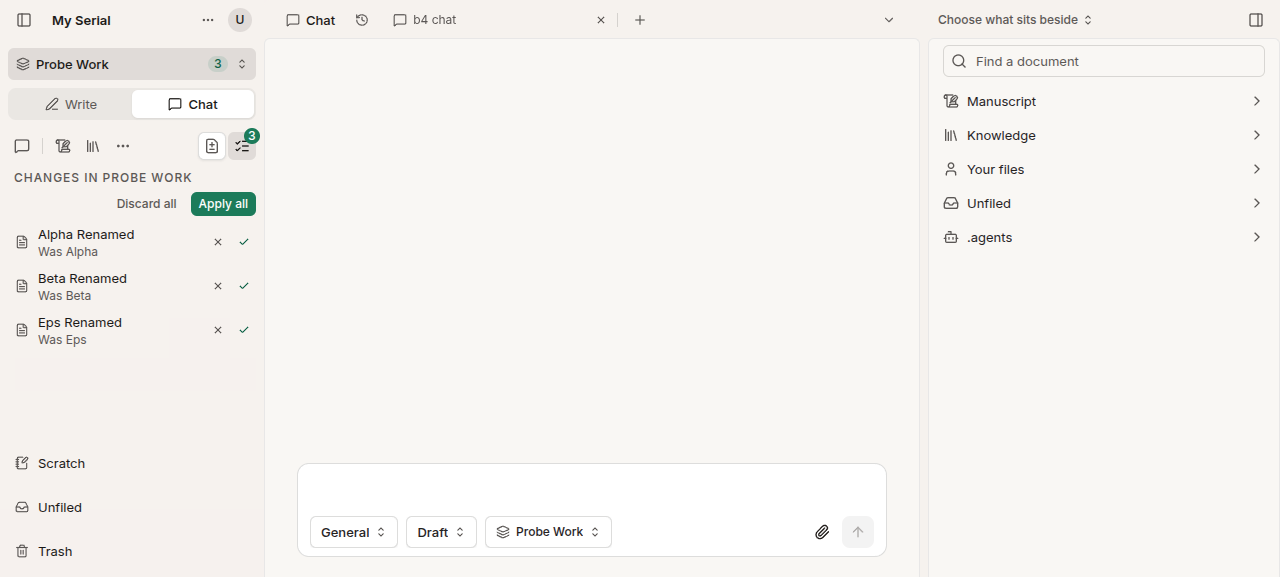 My Serial
U
Chat
b4 chat
Choose what sits beside
Probe Work
3
Write
Chat
3
CHANGES IN PROBE WORK
Discard all
Apply all
Alpha Renamed
Was Alpha
Beta Renamed
Was Beta
Eps Renamed
Was Eps
Scratch
Unfiled
Trash
General
Draft
Probe Work
Find a document
Manuscript
Knowledge
Your files
Unfiled
.agents